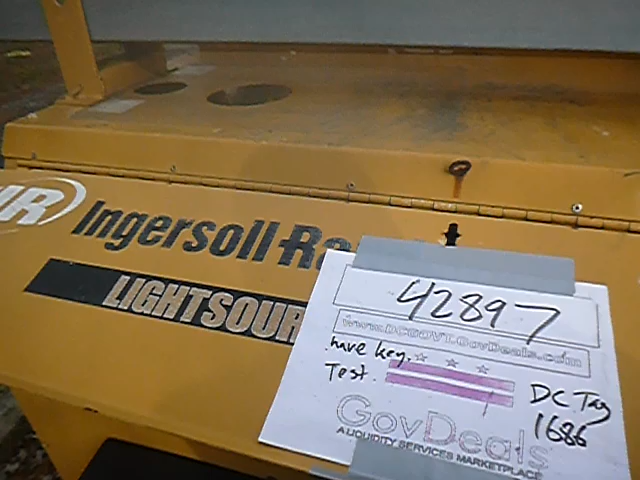 IR Ingersoll Ra
LIGHTSOUR
42897
www.DCGOVT.GovDeals.com
have key.
Test.
DC Tag
1686
GovDeals
A LIQUIDITY SERVICES MARKETPLACE